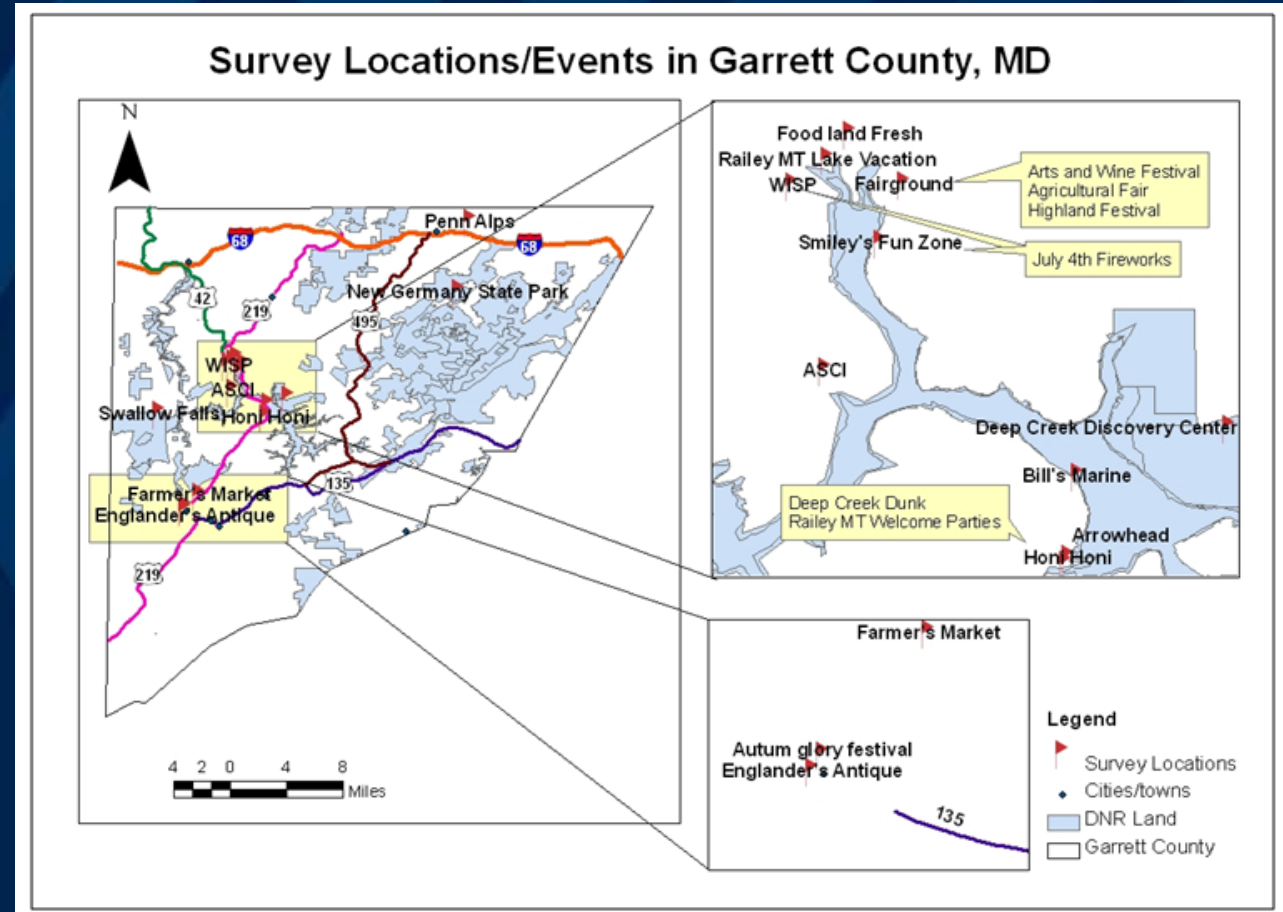 Survey Locations/Events in Garrett County, MD
N
Penn Alps
68
68
New Germany State Park
42
219
495
WISP
ASCI
Swallow Falls
Honi Honi
135
Farmer's Market
Englander's Antique
219
4 2 0 4 8
Miles
Food land Fresh
Railey MT Lake Vacation
WISP
Fairground
Arts and Wine Festival
Agricultural Fair
Highland Festival
Smiley's Fun Zone
July 4th Fireworks
ASCI
Deep Creek Discovery Center
Bill's Marine
Deep Creek Dunk
Railey MT Welcome Parties
Arrowhead
Honi Honi
Farmer's Market
Autum glory festival
Englander's Antique
135
Legend
Survey Locations
Cities/towns
DNR Land
Garrett County